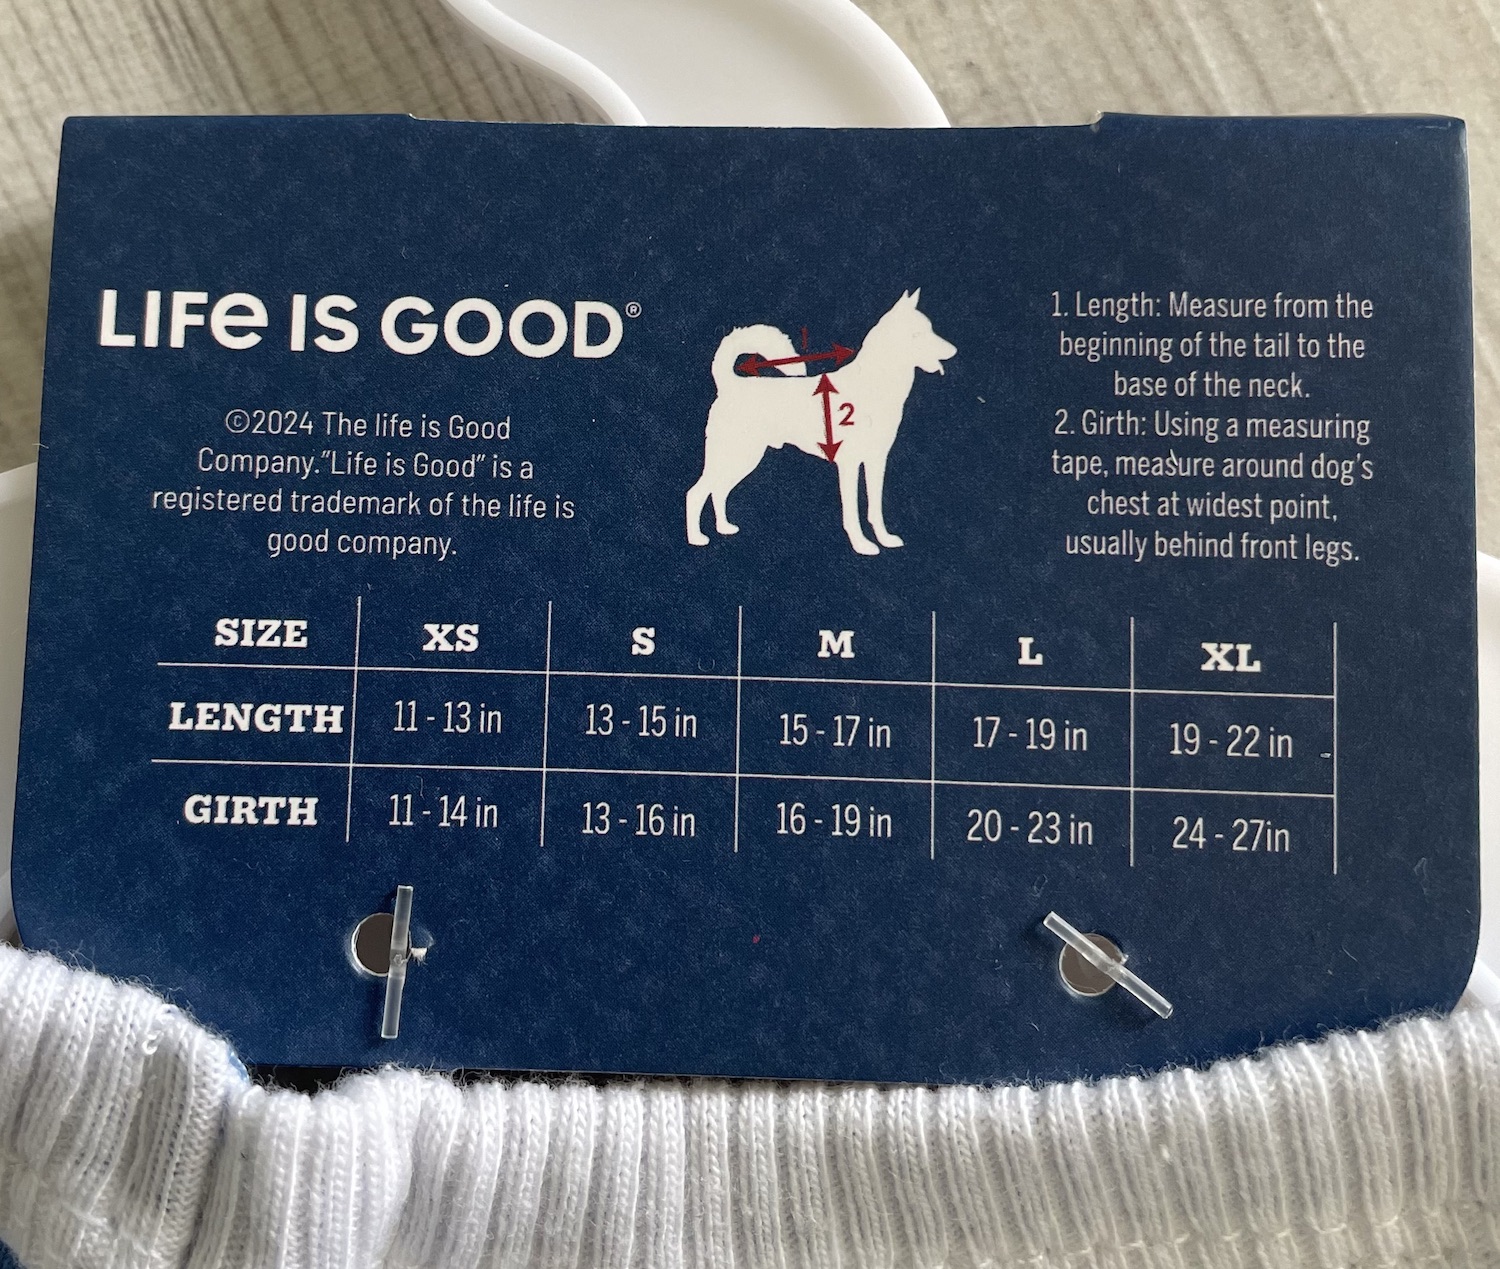 LIFe IS GOOD®
©2024 The life is Good
Company."Life is Good" is a
registered trademark of the life is
good company.
1
2
1. Length: Measure from the
beginning of the tail to the
base of the neck.
2. Girth: Using a measuring
tape, measure around dog's
chest at widest point,
usually behind front legs.
SIZE XS S M L XL
LENGTH 11 - 13 in 13 - 15 in 15 - 17 in 17 - 19 in 19 - 22 in
GIRTH 11 - 14 in 13 - 16 in 16 - 19 in 20 - 23 in 24 - 27in